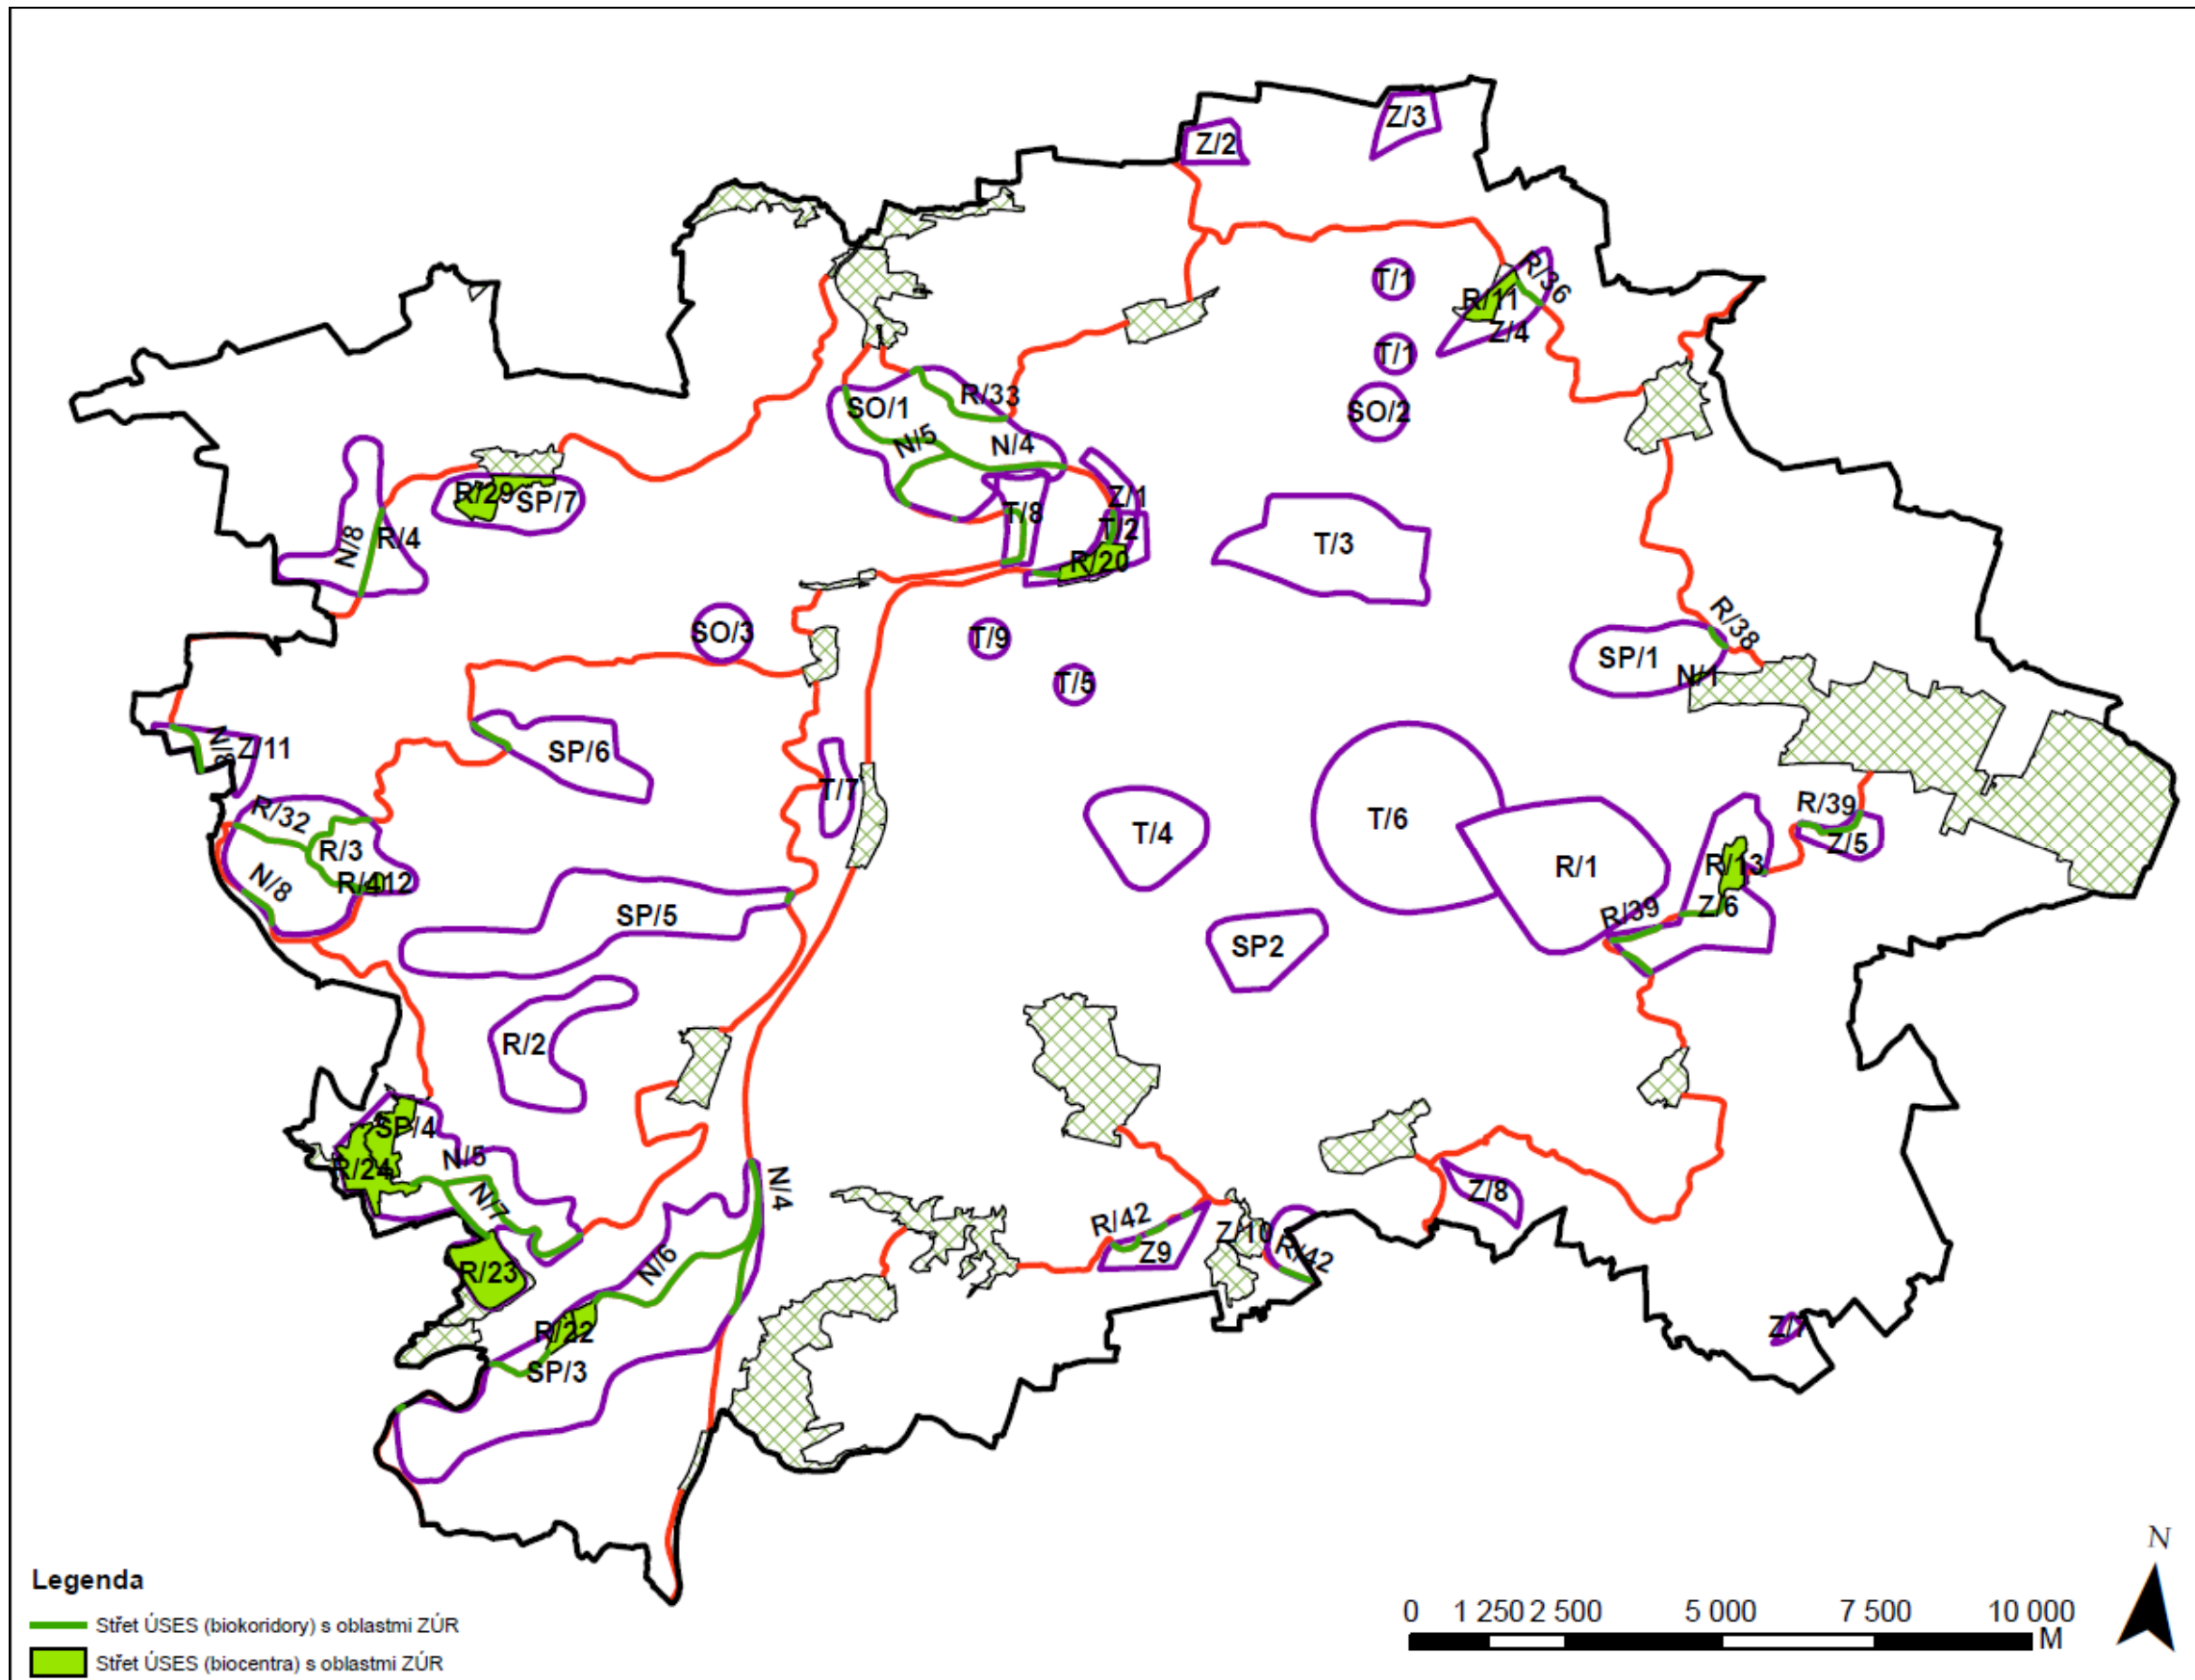 Z/3
Z/2
R/36
T/1
R/11
Z/4
T/1
R/33
SO/1
SO/2
N/5
N/4
R/29
SP/7
Z/1
T/8
T/2
N/8
R/4
T/3
R/20
SO/3
T/9
R/38
SP/1
N/1
T/5
N/8
Z/11
SP/6
T/7
R/32
T/6
T/4
R/39
Z/5
R/3
R/412
N/8
R/1
R/13
Z/6
R/39
SP/5
SP2
R/2
SP/4
N/5
R/24
N/7
N/4
Z/8
R/42
Z9
Z/10
R/42
R/23
N/6
R/22
SP/3
Z/7
N
Legenda
Střet ÚSES (biokoridory) s oblastmi ZÚR
Střet ÚSES (biocentra) s oblastmi ZÚR
0 1 250 2 500 5 000 7 500 10 000
M